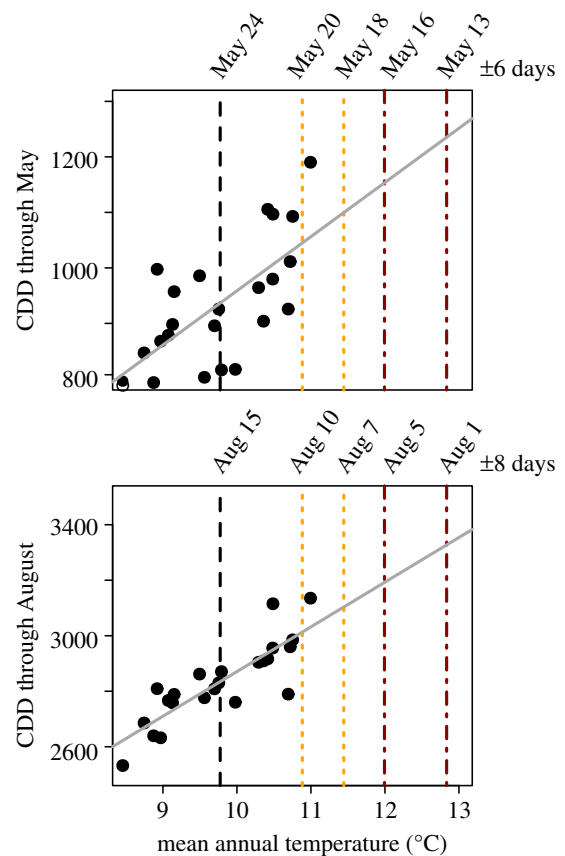 May 24
May 20
May 18
May 16
May 13
±6 days
CDD through May
1200
1000
800
Aug 15
Aug 10
Aug 7
Aug 5
Aug 1
±8 days
CDD through August
3400
3000
2600
9 10 11 12 13
mean annual temperature (°C)